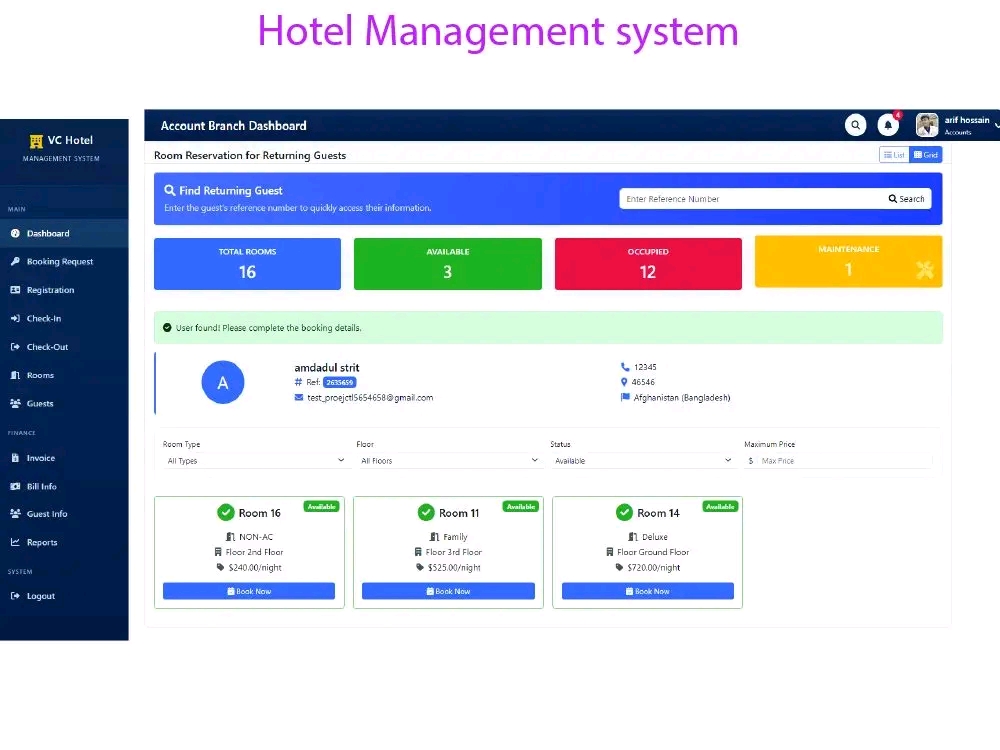 Hotel Management system
VC Hotel
MANAGEMENT SYSTEM
MAIN
Dashboard
Booking Request
Registration
Check-In
Check-Out
Rooms
Guests
FINANCE
Invoice
Bill Info
Guest Info
Reports
SYSTEM
Logout
Account Branch Dashboard
4
arif hossain
Accounts
Room Reservation for Returning Guests
List Grid
Find Returning Guest
Enter the guest's reference number to quickly access their information.
Enter Reference Number Search
TOTAL ROOMS
16
AVAILABLE
3
OCCUPIED
12
MAINTENANCE
1
User found! Please complete the booking details.
A
amdadul strit
# Ref: 2635659
test_proejctl5654658@gmail.com
12345
46546
Afghanistan (Bangladesh)
Room Type
All Types
Floor
All Floors
Status
Available
Maximum Price
$ Max Price
Available
Room 16
NON-AC
Floor 2nd Floor
$240.00/night
Book Now
Available
Room 11
Family
Floor 3rd Floor
$525.00/night
Book Now
Available
Room 14
Deluxe
Floor Ground Floor
$720.00/night
Book Now